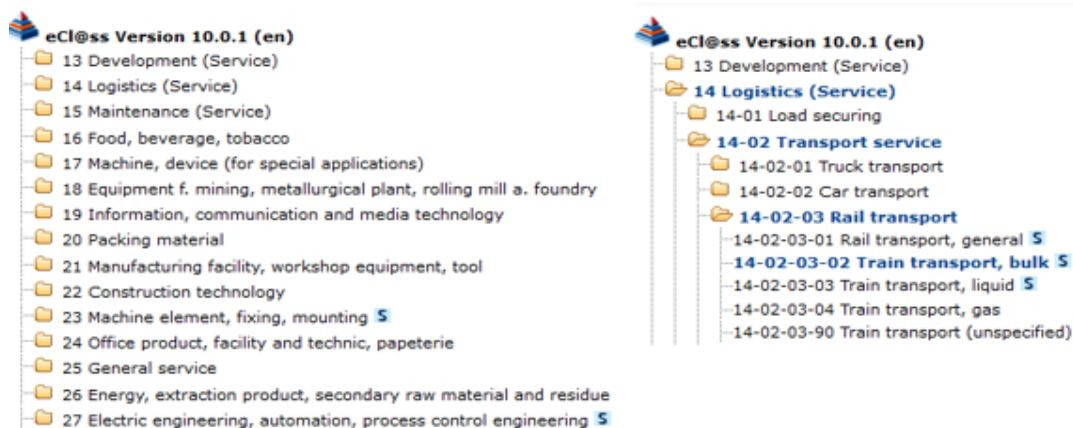 eCl@ss Version 10.0.1 (en)
13 Development (Service)
14 Logistics (Service)
15 Maintenance (Service)
16 Food, beverage, tobacco
17 Machine, device (for special applications)
18 Equipment f. mining, metallurgical plant, rolling mill a. foundry
19 Information, communication and media technology
20 Packing material
21 Manufacturing facility, workshop equipment, tool
22 Construction technology
23 Machine element, fixing, mounting S
24 Office product, facility and technic, papeterie
25 General service
26 Energy, extraction product, secondary raw material and residue
27 Electric engineering, automation, process control engineering S
eCl@ss Version 10.0.1 (en)
13 Development (Service)
14 Logistics (Service)
14-01 Load securing
14-02 Transport service
14-02-01 Truck transport
14-02-02 Car transport
14-02-03 Rail transport
14-02-03-01 Rail transport, general S
14-02-03-02 Train transport, bulk S
14-02-03-03 Train transport, liquid S
14-02-03-04 Train transport, gas
14-02-03-90 Train transport (unspecified)